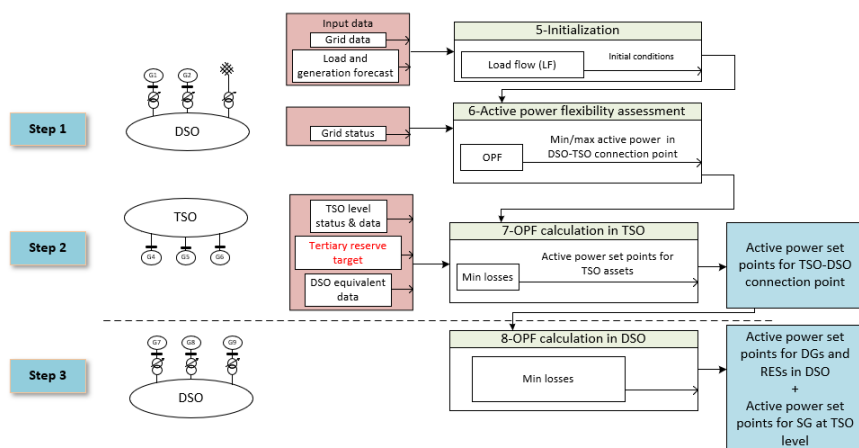 Input data
Grid data
Load and
generation forecast
5-Initialization
Load flow (LF)
Initial conditions
Step 1
G1
G2
DSO
Grid status
6-Active power flexibility assessment
OPF
Min/max active power in
DSO-TSO connection point
Step 2
TSO
G4
G5
G6
TSO level
status & data
Tertiary reserve
target
DSO equivalent
data
7-OPF calculation in TSO
Min losses
Active power set points for
TSO assets
Active power set
points for TSO-DSO
connection point
Step 3
G7
G8
G9
DSO
8-OPF calculation in DSO
Min losses
Active power set
points for DGs and
RESs in DSO
+
Active power set
points for SG at TSO
level